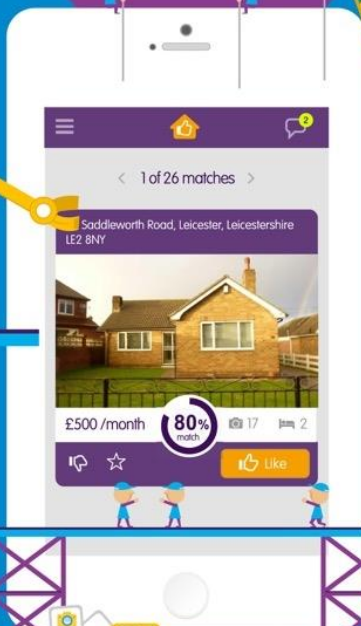 2
< 1 of 26 matches >
Saddleworth Road, Leicester, Leicestershire
LE2 8NY
£500 /month
80%
match
17
2
Like